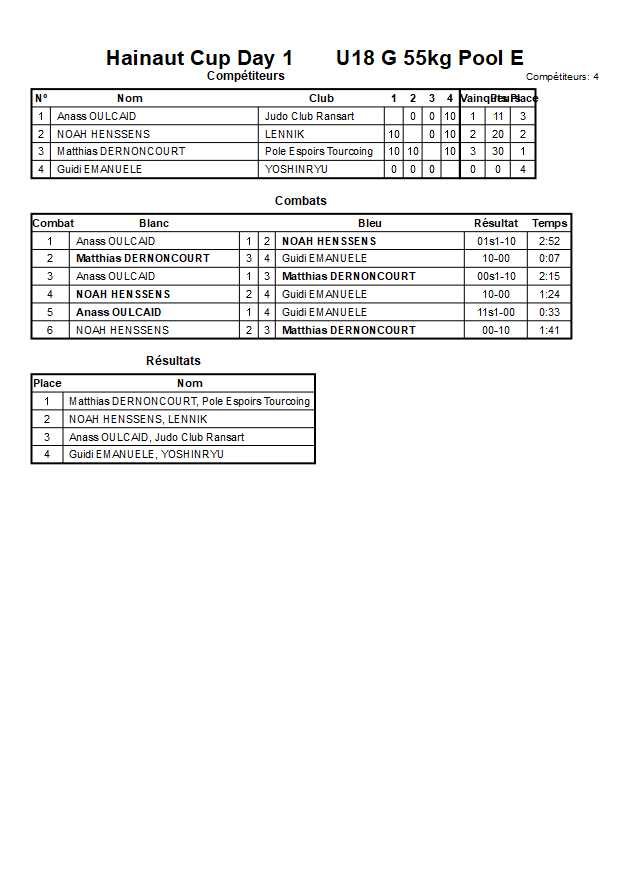 Hainaut Cup Day 1 U18 G 55kg Pool E
Compétiteurs Compétiteurs: 4
N° Nom Club 1 2 3 4 Vainqueurs Pts Place
1 Anass OULCAID Judo Club Ransart 0 0 10 1 11 3
2 NOAH HENSSENS LENNIK 10 0 10 2 20 2
3 Matthias DERNONCOURT Pole Espoirs Tourcoing 10 10 10 3 30 1
4 Guidi EMANUELE YOSHINRYU 0 0 0 0 0 4
Combats
Combat Blanc Bleu Résultat Temps
1 Anass OULCAID 1 2 NOAH HENSSENS 01s1-10 2:52
2 Matthias DERNONCOURT 3 4 Guidi EMANUELE 10-00 0:07
3 Anass OULCAID 1 3 Matthias DERNONCOURT 00s1-10 2:15
4 NOAH HENSSENS 2 4 Guidi EMANUELE 10-00 1:24
5 Anass OULCAID 1 4 Guidi EMANUELE 11s1-00 0:33
6 NOAH HENSSENS 2 3 Matthias DERNONCOURT 00-10 1:41
Résultats
Place Nom
1 Matthias DERNONCOURT, Pole Espoirs Tourcoing
2 NOAH HENSSENS, LENNIK
3 Anass OULCAID, Judo Club Ransart
4 Guidi EMANUELE, YOSHINRYU